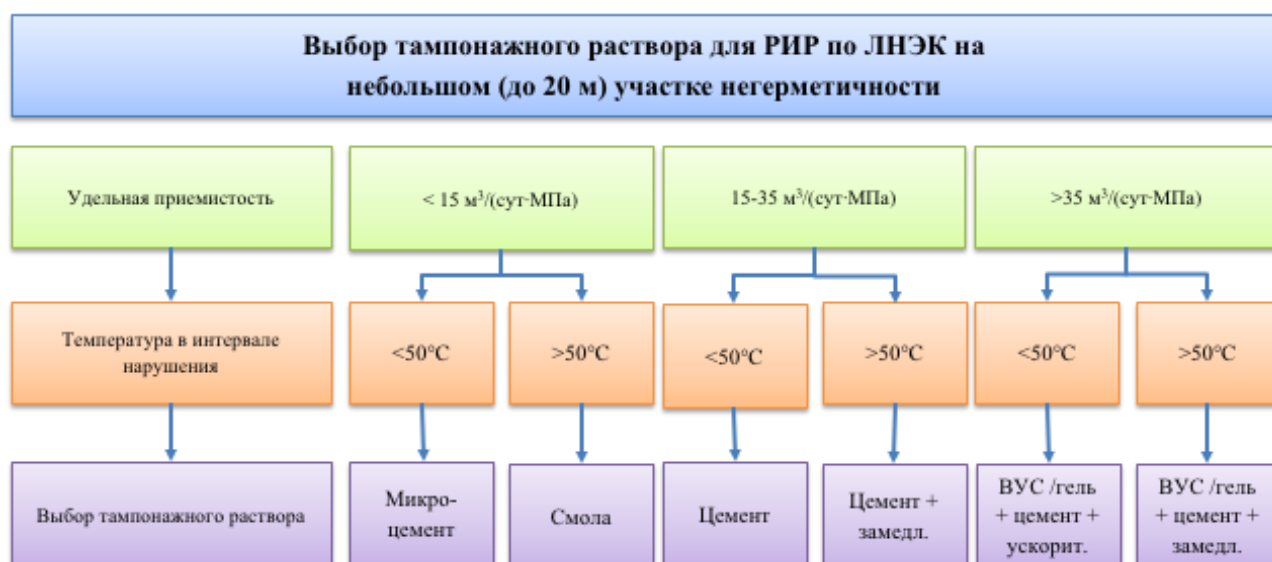 Выбор тампонажного раствора для РИР по ЛНЭК на
небольшом (до 20 м) участке негерметичности
Удельная приемистость
< 15 м³/(сут·МПа)
15-35 м³/(сут·МПа)
>35 м³/(сут·МПа)
Температура в интервале
нарушения
<50°С
>50°С
<50°С
>50°С
<50°С
>50°С
Выбор тампонажного раствора
Микро-
цемент
Смола
Цемент
Цемент +
замедл.
ВУС /гель
+ цемент +
ускорит.
ВУС /гель
+ цемент +
замедл.